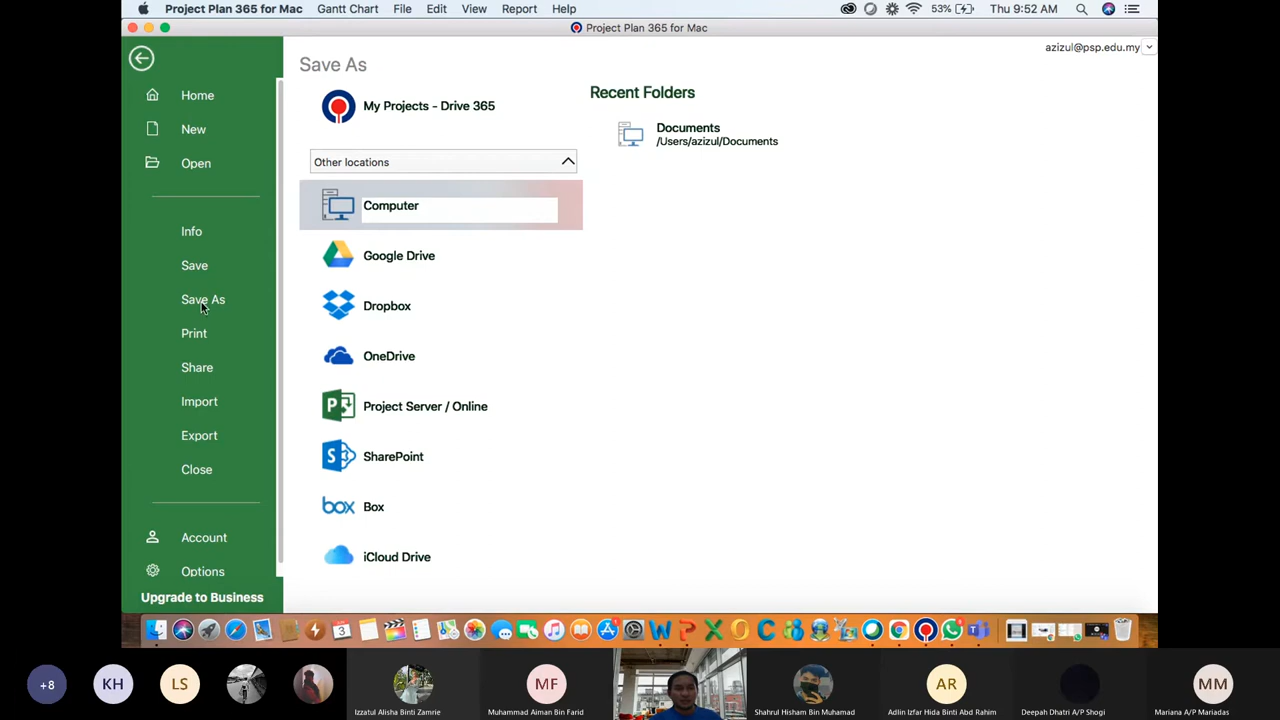 Project Plan 365 for Mac Gantt Chart File Edit View Report Help 53% Thu 9:52 AM
Project Plan 365 for Mac
azizul@psp.edu.my
Save As
Home
New
Open
Info
Save
Save As
Print
Share
Import
Export
Close
Account
Options
Upgrade to Business
My Projects - Drive 365
Other locations
Computer
Google Drive
Dropbox
OneDrive
Project Server / Online
SharePoint
box Box
iCloud Drive
Recent Folders
Documents
/Users/azizul/Documents
+8 KH LS MF AR MM
Izzatul Alisha Binti Zamrie Muhammad Aiman Bin Farid Shahrul Hisham Bin Muhamad Adlin Izfar Hida Binti Abd Rahim Deepah Dhatri A/P Shogi Mariana A/P Mariadas